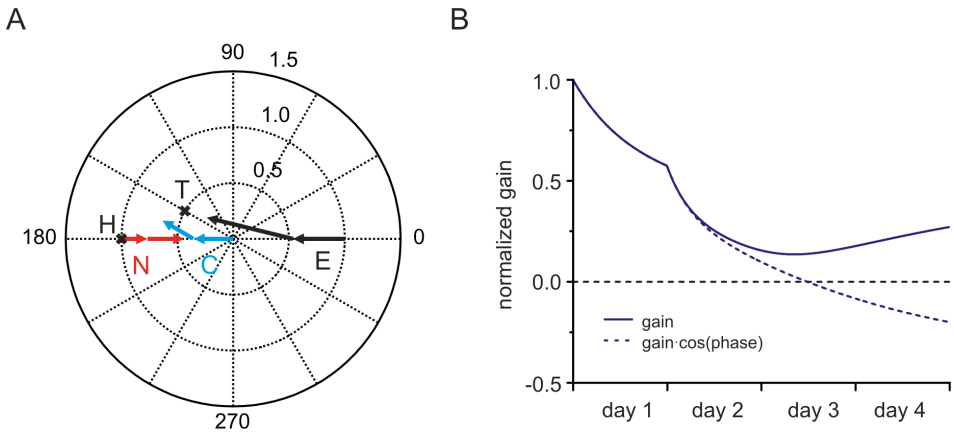 A
90
1.5
1.0
0.5
T
H
180
0
N
C
E
270
B
normalized gain
1.0
0.5
0.0
-0.5
gain
gain·cos(phase)
day 1 day 2 day 3 day 4